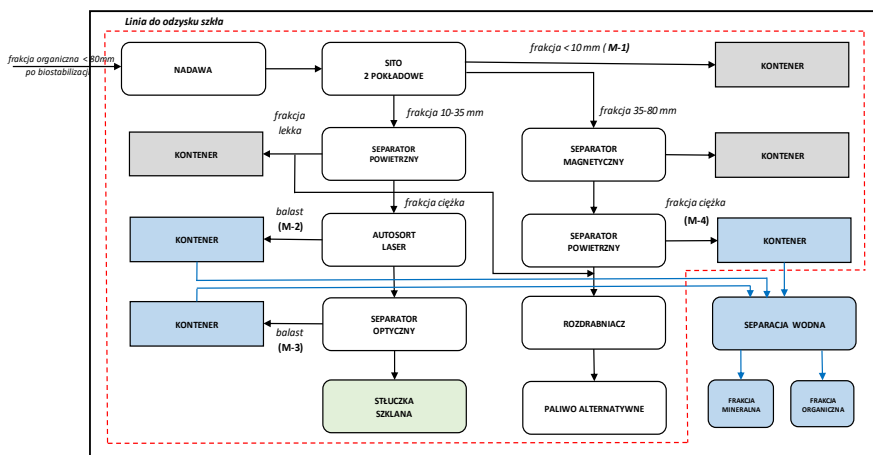 Linia do odzysku szkła
frakcja organiczna < 80mm
po biostabilizacji
NADAWA
SITO
2 POKŁADOWE
frakcja < 10 mm ( M-1)
KONTENER
frakcja
lekka
frakcja 10-35 mm
frakcja 35-80 mm
KONTENER
SEPARATOR
POWIETRZNY
SEPARATOR
MAGNETYCZNY
KONTENER
frakcja ciężka
frakcja ciężka
(M-4)
KONTENER
balast
(M-2)
AUTOSORT
LASER
SEPARATOR
POWIETRZNY
KONTENER
KONTENER
balast
(M-3)
SEPARATOR
OPTYCZNY
ROZDRABNIACZ
SEPARACJA WODNA
STŁUCZKA
SZKLANA
PALIWO ALTERNATYWNE
FRAKCJA
MINERALNA
FRAKCJA
ORGANICZNA